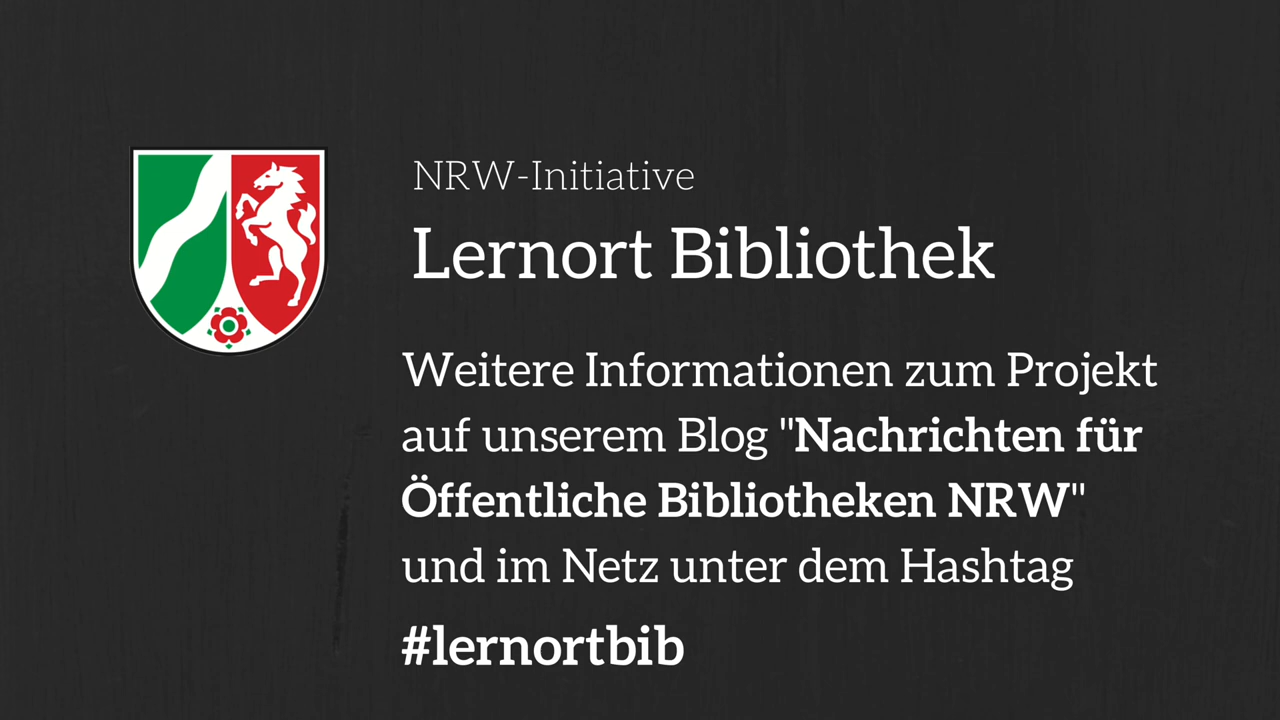 NRW-Initiative
Lernort Bibliothek
Weitere Informationen zum Projekt
auf unserem Blog "Nachrichten für
Öffentliche Bibliotheken NRW"
und im Netz unter dem Hashtag
#lernortbib